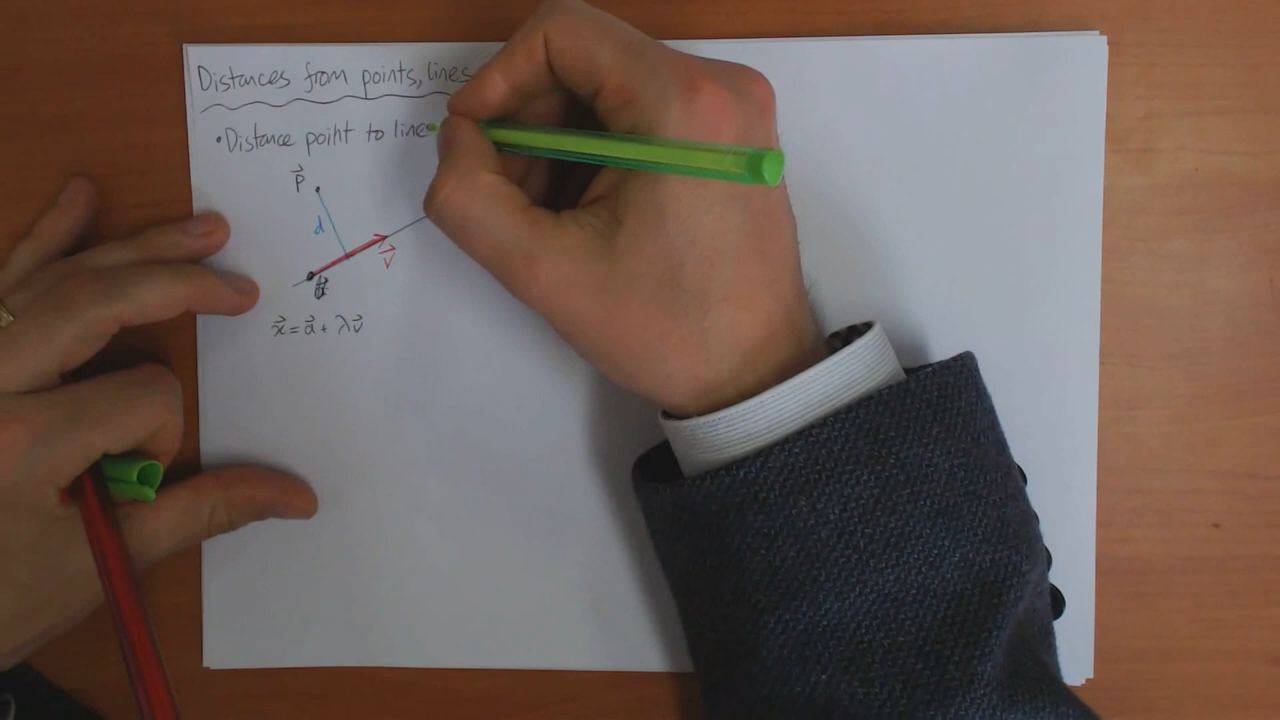 Distances from points, lines
• Distance point to line
p⃗
d
v⃗
x⃗ = a⃗ + λv⃗